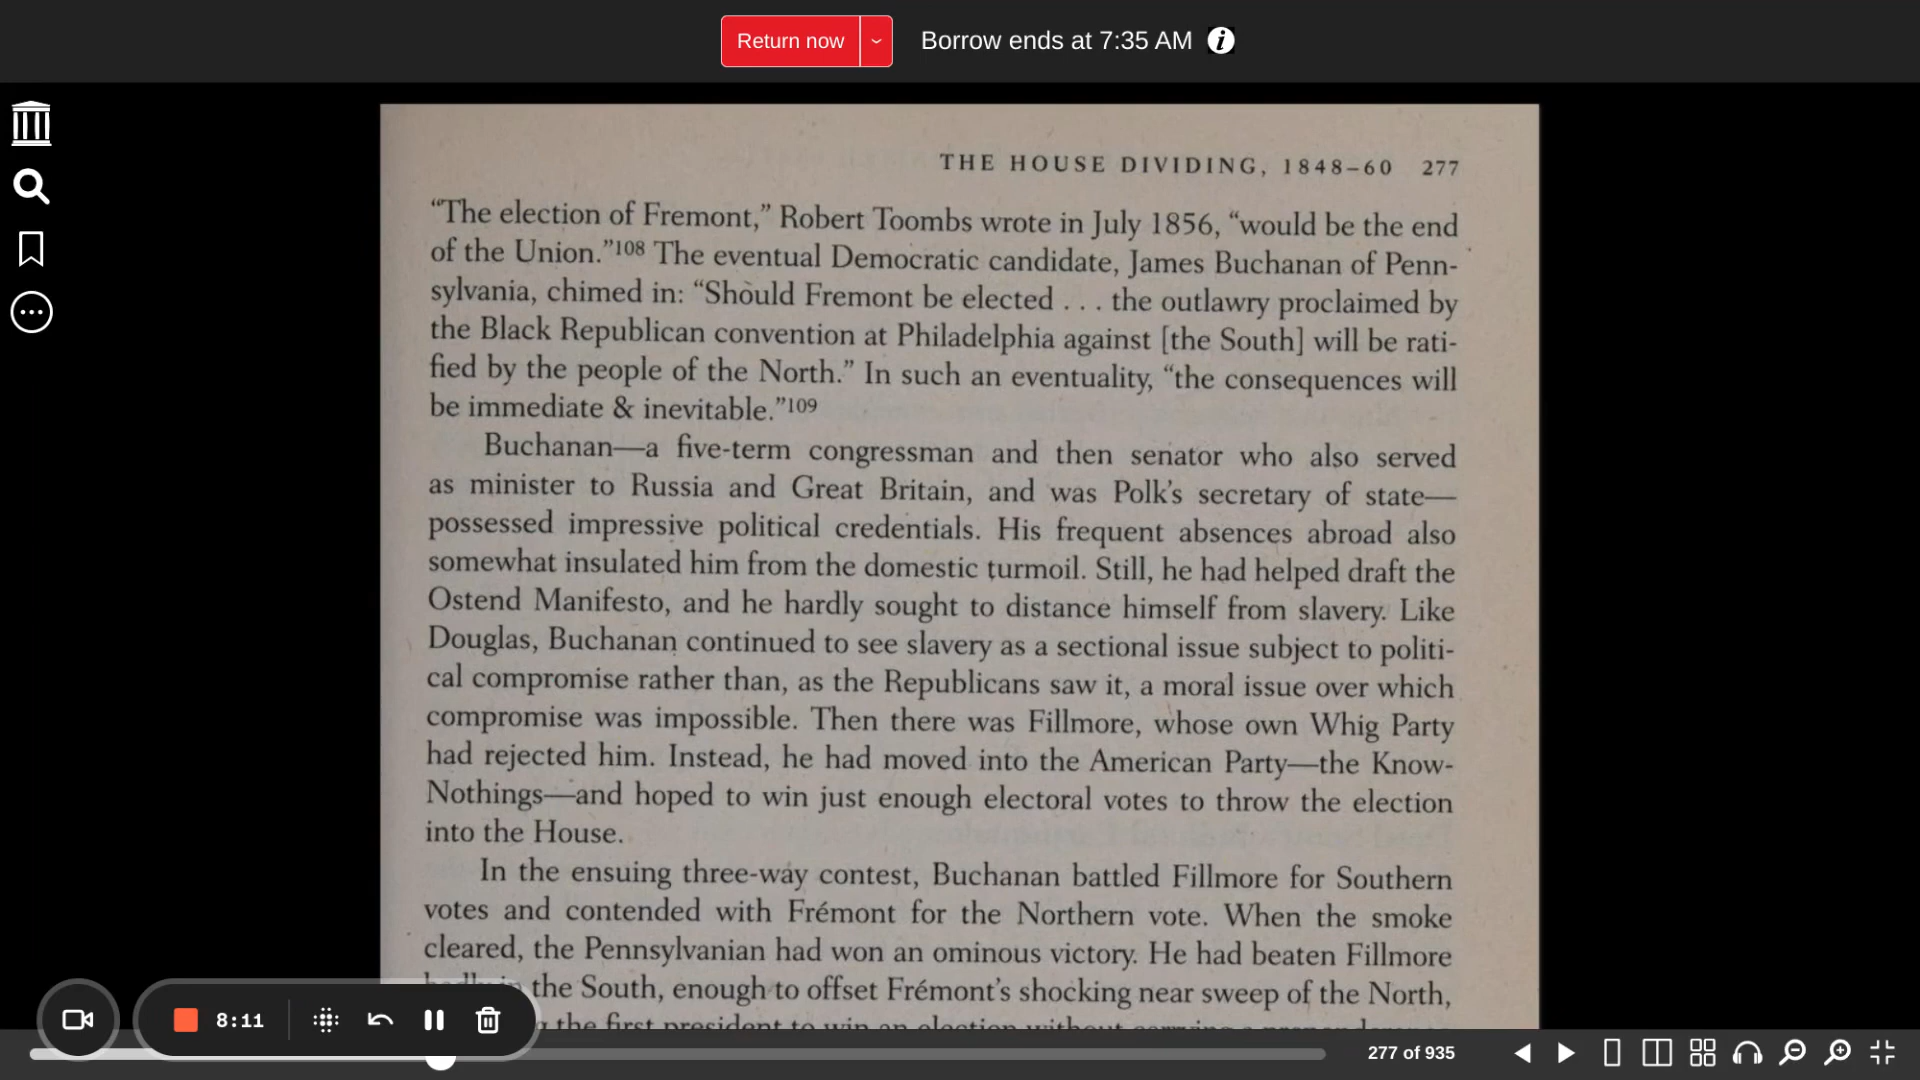 Return now
Borrow ends at 7:35 AM
THE HOUSE DIVIDING, 1848–60 277
“The election of Fremont,” Robert Toombs wrote in July 1856, “would be the end
of the Union.”108 The eventual Democratic candidate, James Buchanan of Penn-
sylvania, chimed in: “Should Fremont be elected . . . the outlawry proclaimed by
the Black Republican convention at Philadelphia against [the South] will be rati-
fied by the people of the North.” In such an eventuality, “the consequences will
be immediate & inevitable.”109
Buchanan—a five-term congressman and then senator who also served
as minister to Russia and Great Britain, and was Polk’s secretary of state—
possessed impressive political credentials. His frequent absences abroad also
somewhat insulated him from the domestic turmoil. Still, he had helped draft the
Ostend Manifesto, and he hardly sought to distance himself from slavery. Like
Douglas, Buchanan continued to see slavery as a sectional issue subject to politi-
cal compromise rather than, as the Republicans saw it, a moral issue over which
compromise was impossible. Then there was Fillmore, whose own Whig Party
had rejected him. Instead, he had moved into the American Party—the Know-
Nothings—and hoped to win just enough electoral votes to throw the election
into the House.
In the ensuing three-way contest, Buchanan battled Fillmore for Southern
votes and contended with Frémont for the Northern vote. When the smoke
cleared, the Pennsylvanian had won an ominous victory. He had beaten Fillmore
badly in the South, enough to offset Frémont’s shocking near sweep of the North,
the first president to win an election without carrying a
8:11
277 of 935